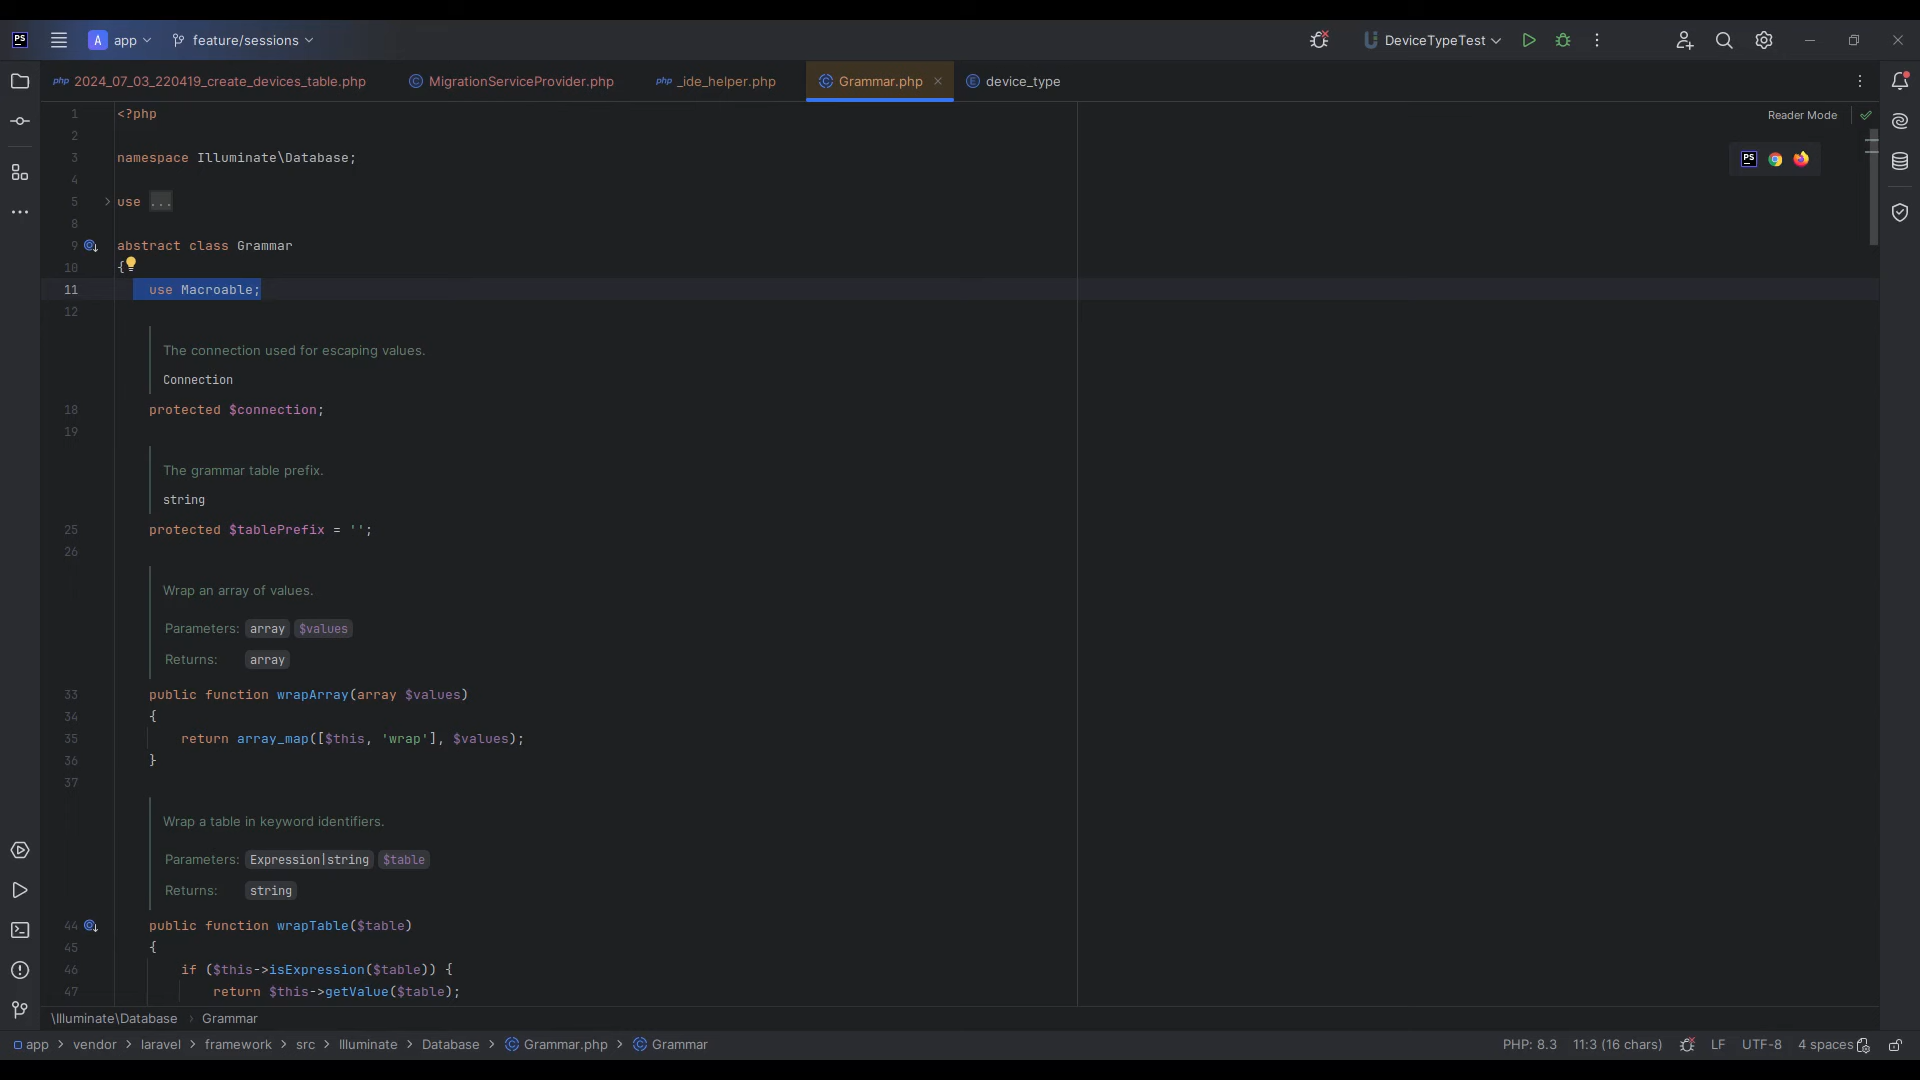 PS
A app
feature/sessions
DeviceTypeTest
php 2024_07_03_220419_create_devices_table.php
C MigrationServiceProvider.php
php _ide_helper.php
C Grammar.php
E device_type
Reader Mode
PS
1 <?php
2
3 namespace Illuminate\Database;
4
5 use ...
8
9 abstract class Grammar
10 {
11 use Macroable;
12
The connection used for escaping values.
Connection
18 protected $connection;
19
The grammar table prefix.
string
25 protected $tablePrefix = '';
26
Wrap an array of values.
Parameters: array $values
Returns: array
33 public function wrapArray(array $values)
34 {
35 return array_map([$this, 'wrap'], $values);
36 }
37
Wrap a table in keyword identifiers.
Parameters: Expression|string $table
Returns: string
44 public function wrapTable($table)
45 {
46 if ($this->isExpression($table)) {
47 return $this->getValue($table);
\Illuminate\Database › Grammar
app > vendor > laravel > framework > src > Illuminate > Database > C Grammar.php > C Grammar
PHP: 8.3 11:3 (16 chars) LF UTF-8 4 spaces